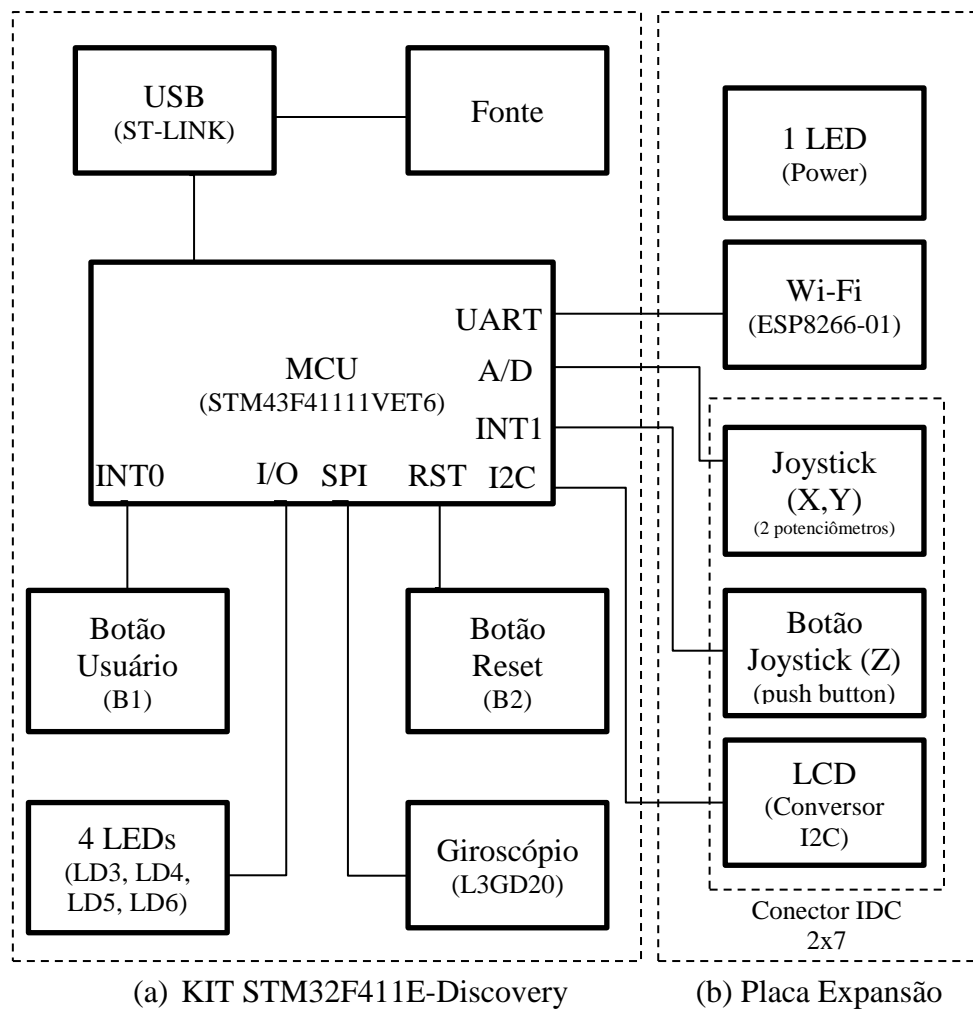 USB
(ST-LINK)
Fonte
1 LED
(Power)
Wi-Fi
(ESP8266-01)
UART
A/D
MCU
(STM43F41111VET6)
INT1
INT0
I/O
SPI
RST
I2C
Joystick
(X,Y)
(2 potenciômetros)
Botão
Usuário
(B1)
Botão
Reset
(B2)
Botão
Joystick (Z)
(push button)
LCD
(Conversor
I2C)
4 LEDs
(LD3, LD4,
LD5, LD6)
Giroscópio
(L3GD20)
Conector IDC
2x7
(a) KIT STM32F411E-Discovery
(b) Placa Expansão